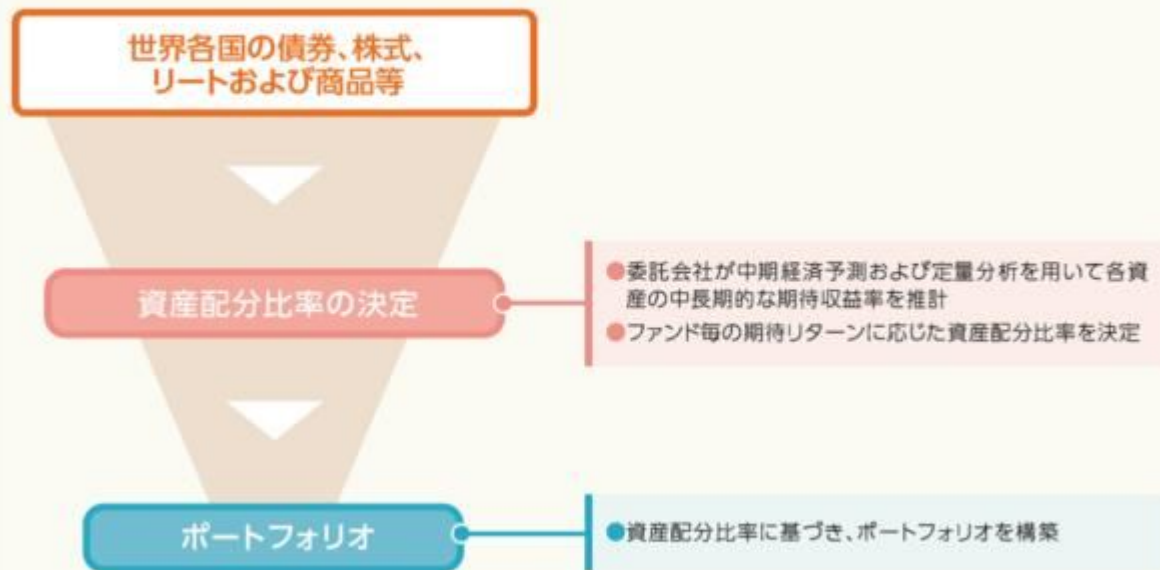 世界各国の債券、株式、
リートおよび商品等
資産配分比率の決定
●委託会社が中期経済予測および定量分析を用いて各資
産の中長期的な期待収益率を推計
●ファンド毎の期待リターンに応じた資産配分比率を決定
ポートフォリオ
●資産配分比率に基づき、ポートフォリオを構築